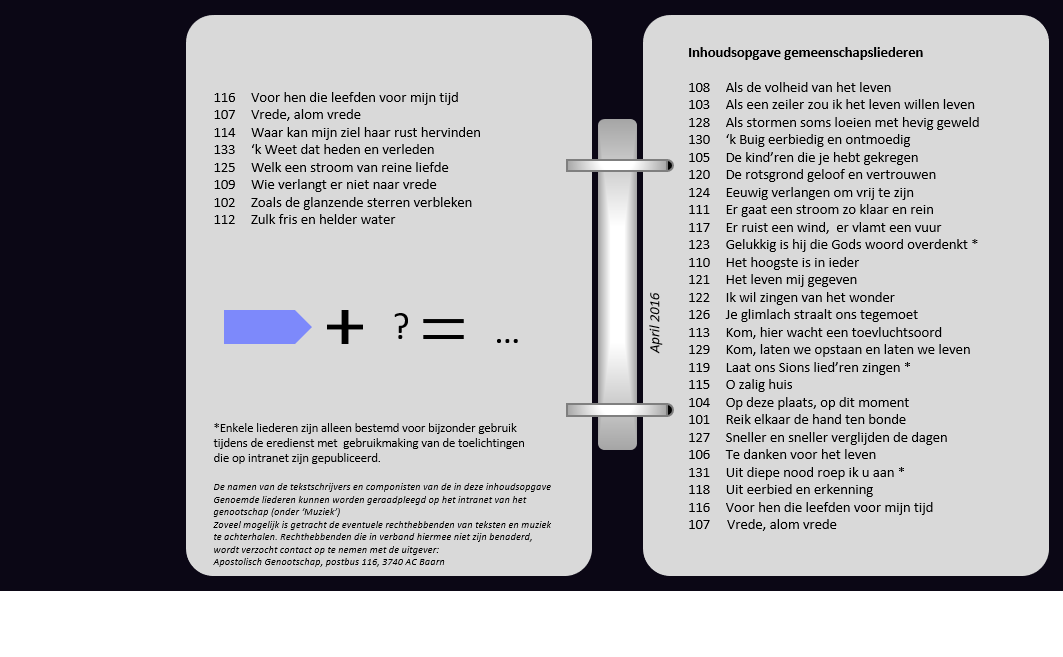 116 Voor hen die leefden voor mijn tijd
107 Vrede, alom vrede
114 Waar kan mijn ziel haar rust hervinden
133 ‘k Weet dat heden en verleden
125 Welk een stroom van reine liefde
109 Wie verlangt er niet naar vrede
102 Zoals de glanzende sterren verbleken
112 Zulk fris en helder water
+ ? = ...
*Enkele liederen zijn alleen bestemd voor bijzonder gebruik
tijdens de eredienst met gebruikmaking van de toelichtingen
die op intranet zijn gepubliceerd.
De namen van de tekstschrijvers en componisten van de in deze inhoudsopgave
Genoemde liederen kunnen worden geraadpleegd op het intranet van het
genootschap (onder ‘Muziek’)
Zoveel mogelijk is getracht de eventuele rechthebbenden van teksten en muziek
te achterhalen. Rechthebbenden die in verband hiermee niet zijn benaderd,
wordt verzocht contact op te nemen met de uitgever:
Apostolisch Genootschap, postbus 116, 3740 AC Baarn
April 2016
Inhoudsopgave gemeenschapsliederen
108 Als de volheid van het leven
103 Als een zeiler zou ik het leven willen leven
128 Als stormen soms loeien met hevig geweld
130 ‘k Buig eerbiedig en ontmoedig
105 De kind’ren die je hebt gekregen
120 De rotsgrond geloof en vertrouwen
124 Eeuwig verlangen om vrij te zijn
111 Er gaat een stroom zo klaar en rein
117 Er ruist een wind, er vlamt een vuur
123 Gelukkig is hij die Gods woord overdenkt *
110 Het hoogste is in ieder
121 Het leven mij gegeven
122 Ik wil zingen van het wonder
126 Je glimlach straalt ons tegemoet
113 Kom, hier wacht een toevluchtsoord
129 Kom, laten we opstaan en laten we leven
119 Laat ons Sions lied’ren zingen *
115 O zalig huis
104 Op deze plaats, op dit moment
101 Reik elkaar de hand ten bonde
127 Sneller en sneller verglijden de dagen
106 Te danken voor het leven
131 Uit diepe nood roep ik u aan *
118 Uit eerbied en erkenning
116 Voor hen die leefden voor mijn tijd
107 Vrede, alom vrede